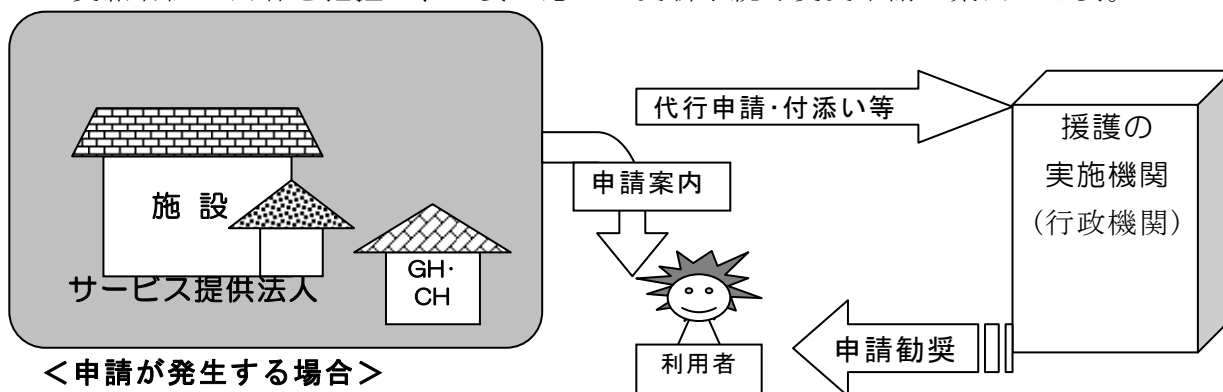 代行申請・付添い等
援護の
実施機関
(行政機関)
申請案内
施 設
GH・
CH
サービス提供法人
申請勧奨
利用者
＜申請が発生する場合＞